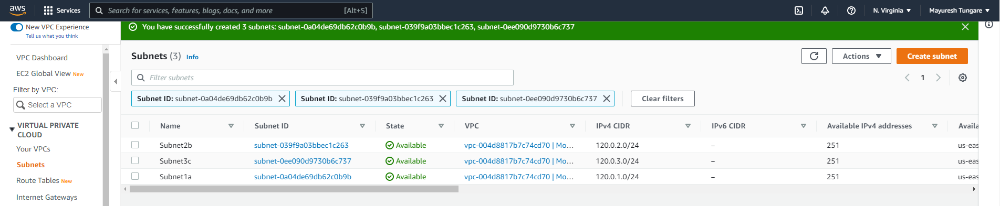 aws Services Search for services, features, blogs, docs, and more [Alt+S] N. Virginia Mayuresh Tungare
New VPC Experience
Tell us what you think
VPC Dashboard
EC2 Global View New
Filter by VPC:
Select a VPC
VIRTUAL PRIVATE
CLOUD
Your VPCs
Subnets
Route Tables New
Internet Gateways
You have successfully created 3 subnets: subnet-0a04de69db62c0b9b, subnet-039f9a03bbec1c263, subnet-0ee090d9730b6c737
Subnets (3) Info
Actions
Create subnet
Filter subnets
1
Subnet ID: subnet-0a04de69db62c0b9b
Subnet ID: subnet-039f9a03bbec1c263
Subnet ID: subnet-0ee090d9730b6c737
Clear filters
Name Subnet ID State VPC IPv4 CIDR IPv6 CIDR Available IPv4 addresses Availa
Subnet2b subnet-039f9a03bbec1c263 Available vpc-004d8817b7c74cd70 | Mo... 120.0.2.0/24 – 251 us-eas
Subnet3c subnet-0ee090d9730b6c737 Available vpc-004d8817b7c74cd70 | Mo... 120.0.3.0/24 – 251 us-eas
Subnet1a subnet-0a04de69db62c0b9b Available vpc-004d8817b7c74cd70 | Mo... 120.0.1.0/24 – 251 us-eas